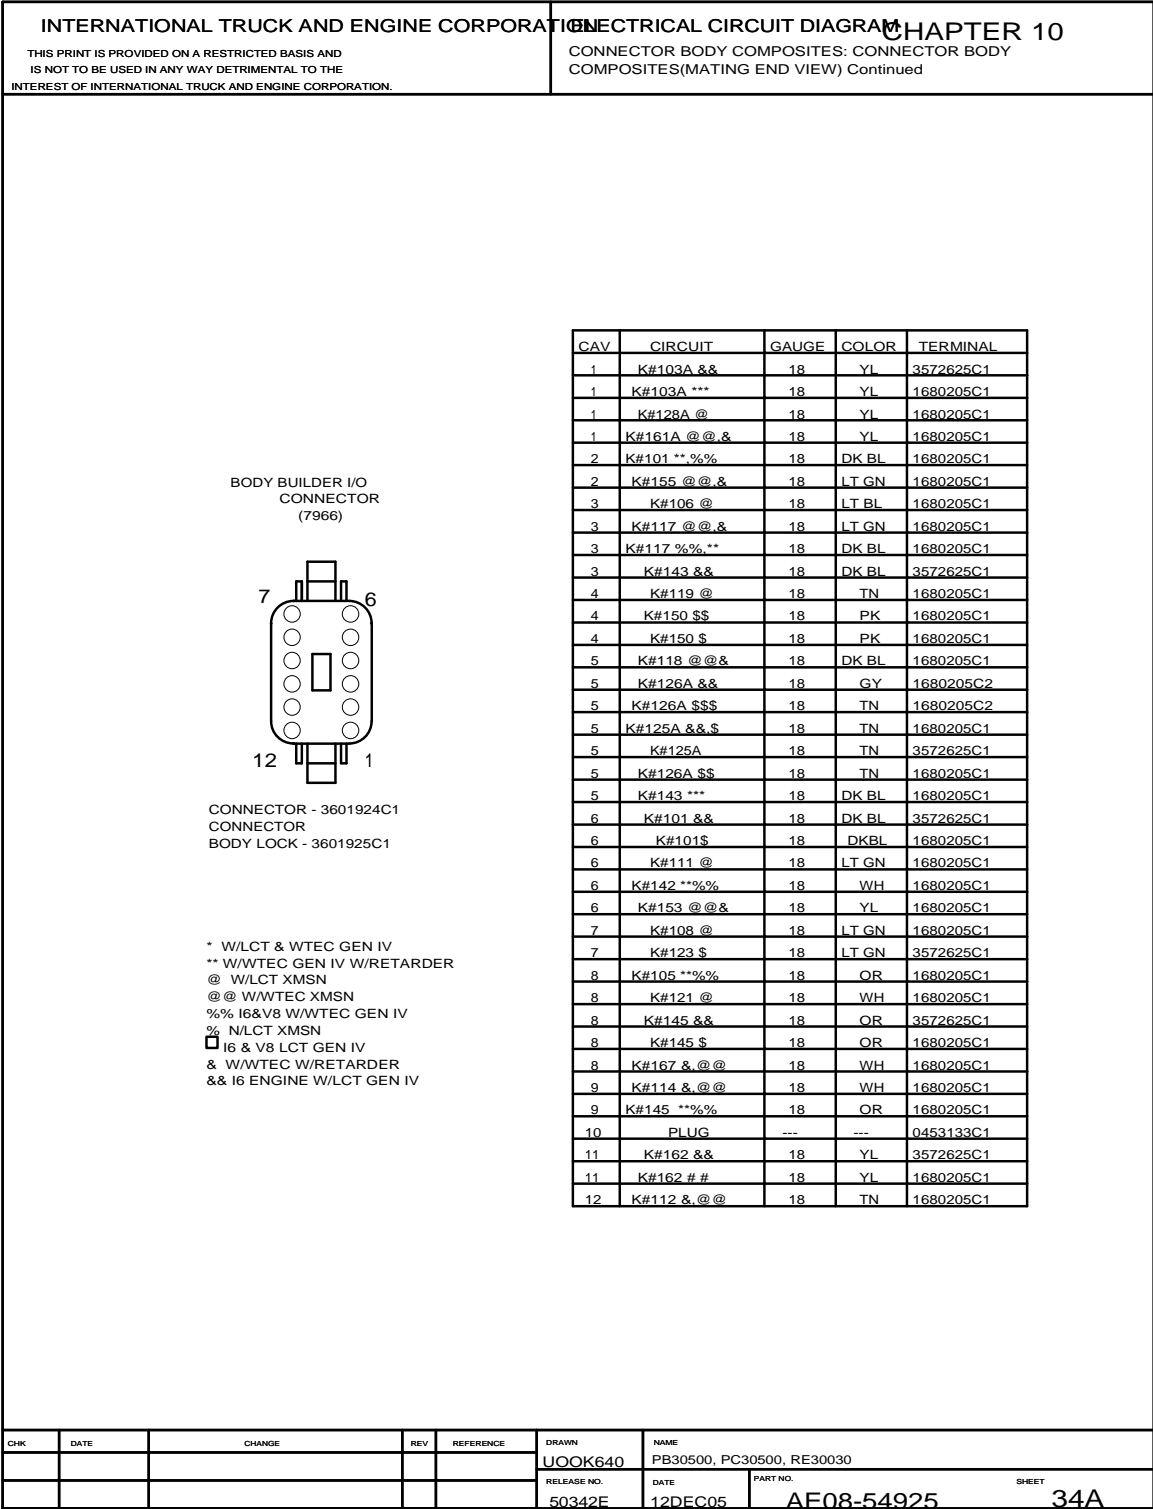 INTERNATIONAL TRUCK AND ENGINE CORPORATION
THIS PRINT IS PROVIDED ON A RESTRICTED BASIS AND
IS NOT TO BE USED IN ANY WAY DETRIMENTAL TO THE
INTEREST OF INTERNATIONAL TRUCK AND ENGINE CORPORATION.
ELECTRICAL CIRCUIT DIAGRAM
CHAPTER 10
CONNECTOR BODY COMPOSITES: CONNECTOR BODY
COMPOSITES(MATING END VIEW) Continued
BODY BUILDER I/O
CONNECTOR
(7966)
7 6
12 1
CONNECTOR - 3601924C1
CONNECTOR
BODY LOCK - 3601925C1
* W/LCT & WTEC GEN IV
** W/WTEC GEN IV W/RETARDER
@ W/LCT XMSN
@@ W/WTEC XMSN
%% I6&V8 W/WTEC GEN IV
% N/LCT XMSN
I6 & V8 LCT GEN IV
& W/WTEC W/RETARDER
&& I6 ENGINE W/LCT GEN IV
CAV CIRCUIT GAUGE COLOR TERMINAL
1 K#103A && 18 YL 3572625C1
1 K#103A *** 18 YL 1680205C1
1 K#128A @ 18 YL 1680205C1
1 K#161A @@,& 18 YL 1680205C1
2 K#101 **,%% 18 DK BL 1680205C1
2 K#155 @@,& 18 LT GN 1680205C1
3 K#106 @ 18 LT BL 1680205C1
3 K#117 @@,& 18 LT GN 1680205C1
3 K#117 %%,** 18 DK BL 1680205C1
3 K#143 && 18 DK BL 3572625C1
4 K#119 @ 18 TN 1680205C1
4 K#150 $$ 18 PK 1680205C1
4 K#150 $ 18 PK 1680205C1
5 K#118 @@& 18 DK BL 1680205C1
5 K#126A && 18 GY 1680205C2
5 K#126A $$$ 18 TN 1680205C2
5 K#125A &&,$ 18 TN 1680205C1
5 K#125A 18 TN 3572625C1
5 K#126A $$ 18 TN 1680205C1
5 K#143 *** 18 DK BL 1680205C1
6 K#101 && 18 DK BL 3572625C1
6 K#101$ 18 DKBL 1680205C1
6 K#111 @ 18 LT GN 1680205C1
6 K#142 **%% 18 WH 1680205C1
6 K#153 @@& 18 YL 1680205C1
7 K#108 @ 18 LT GN 1680205C1
7 K#123 $ 18 LT GN 3572625C1
8 K#105 **%% 18 OR 1680205C1
8 K#121 @ 18 WH 1680205C1
8 K#145 && 18 OR 3572625C1
8 K#145 $ 18 OR 1680205C1
8 K#167 &,@@ 18 WH 1680205C1
9 K#114 &,@@ 18 WH 1680205C1
9 K#145 **%% 18 OR 1680205C1
10 PLUG --- --- 0453133C1
11 K#162 && 18 YL 3572625C1
11 K#162 # # 18 YL 1680205C1
12 K#112 &,@@ 18 TN 1680205C1
CHK DATE CHANGE REV REFERENCE
DRAWN
UOOK640
NAME
PB30500, PC30500, RE30030
RELEASE NO.
50342E
DATE
12DEC05
PART NO.
AE08-54925
SHEET
34A